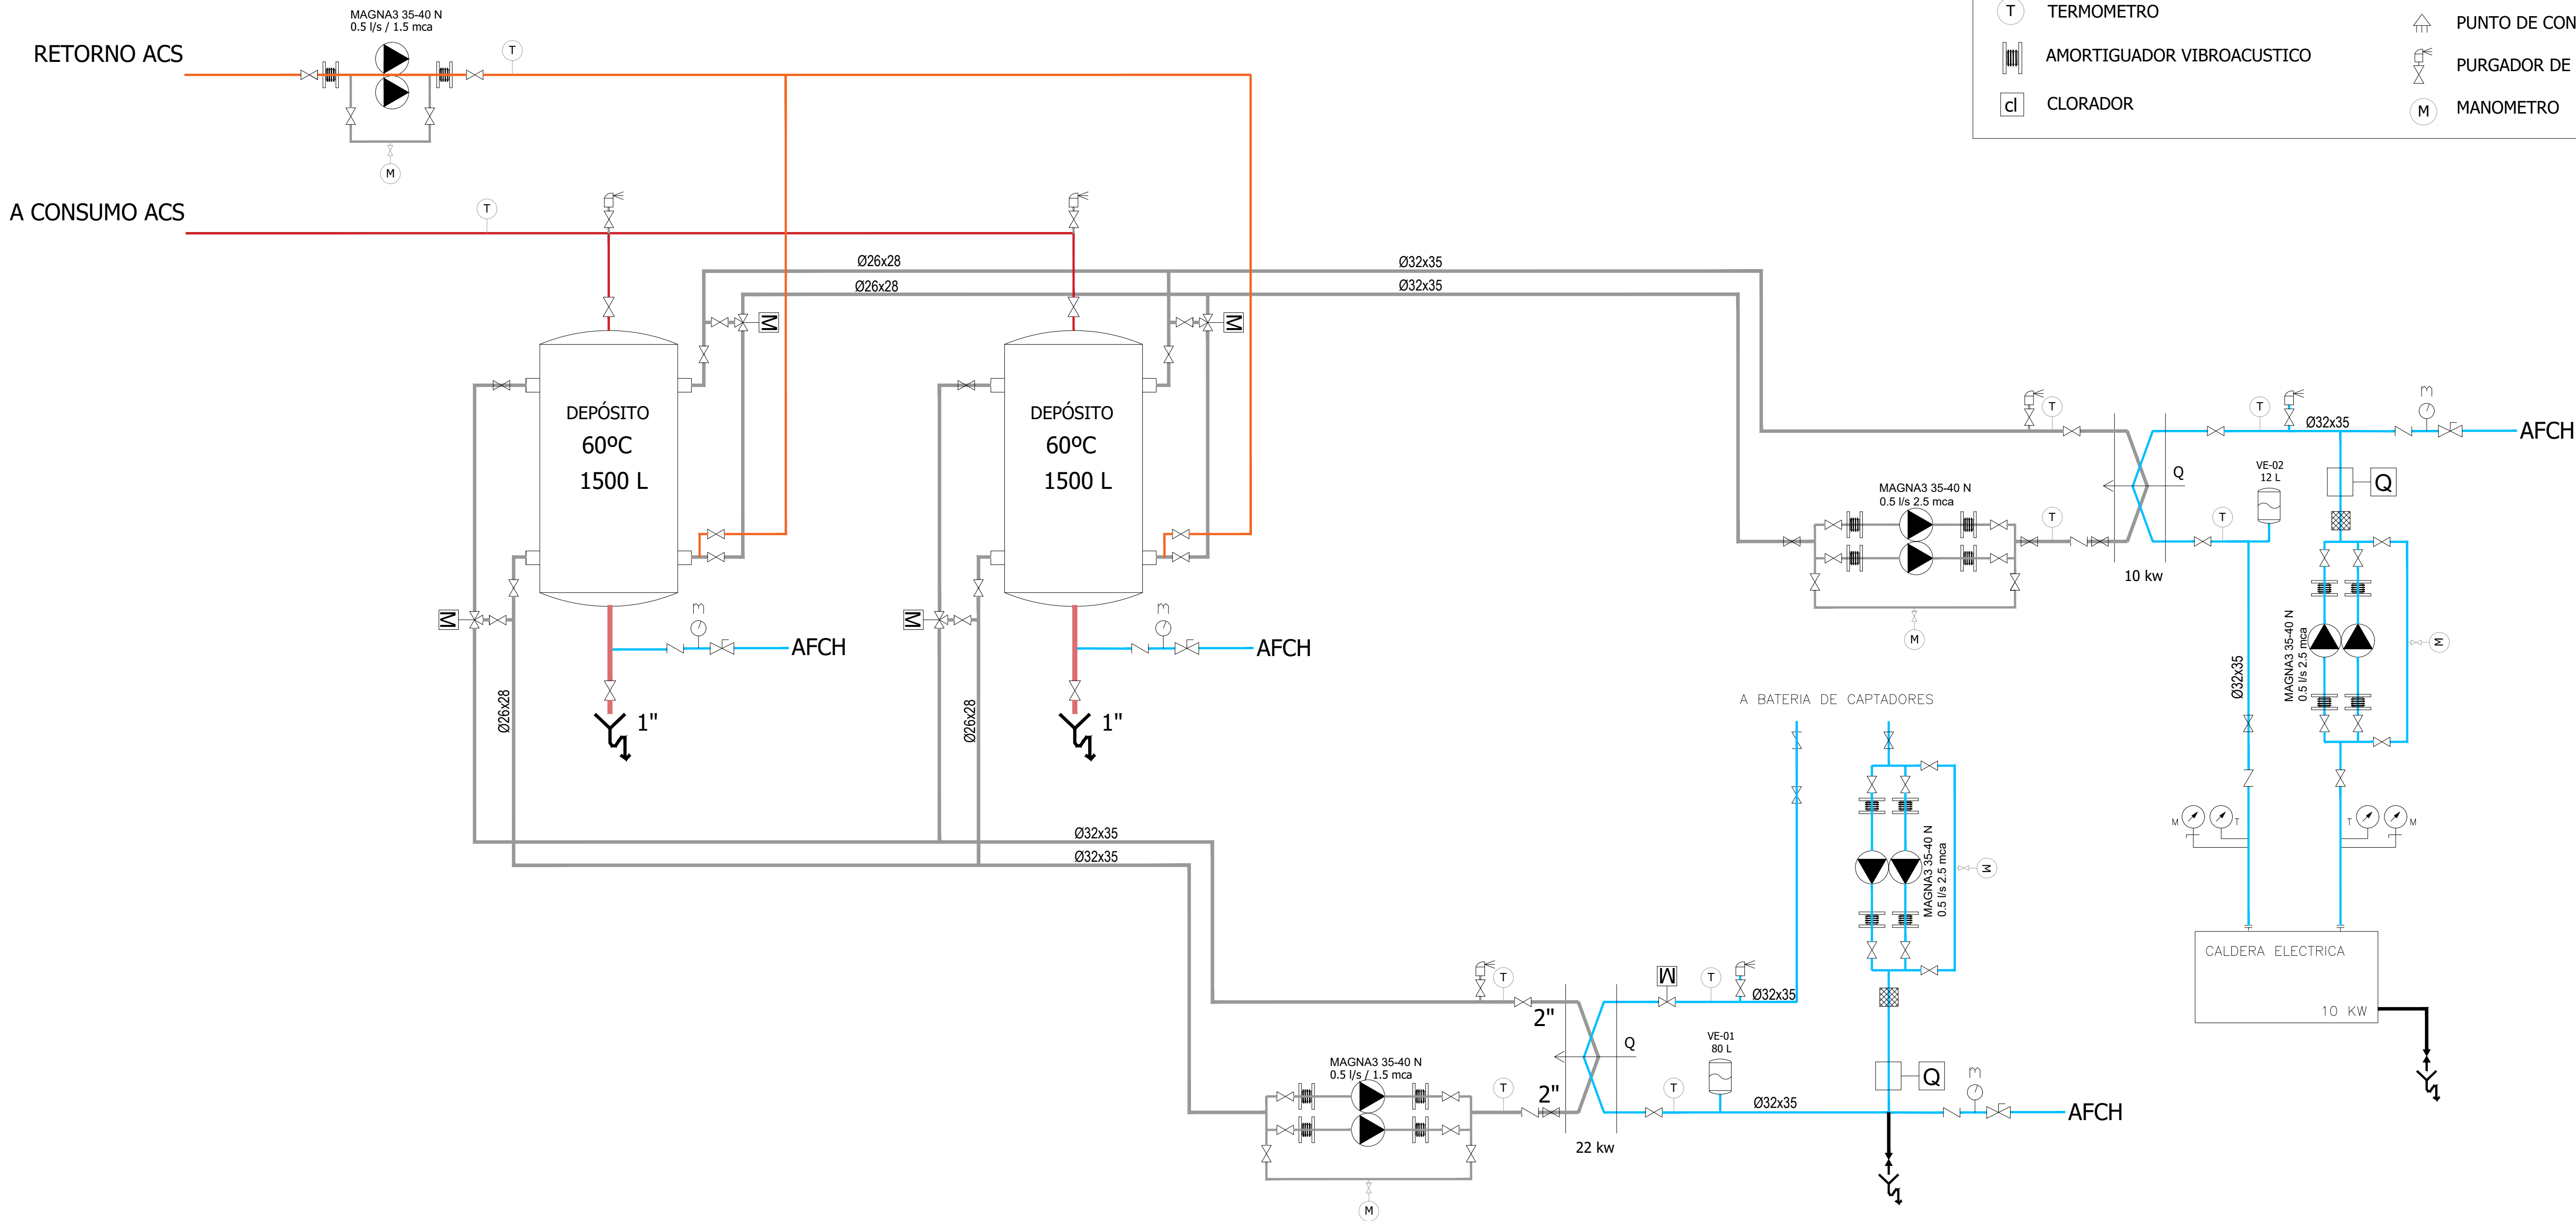 MAGNA3 35-40 N
0.5 l/s / 1.5 mca
RETORNO ACS
T
M
A CONSUMO ACS
T
T
TERMOMETRO
AMORTIGUADOR VIBROACUSTICO
cl
CLORADOR
PUNTO DE CON
PURGADOR DE
M
MANOMETRO
Ø26x28
Ø32x35
Ø26x28
Ø32x35
M
M
DEPÓSITO
60ºC
1500 L
DEPÓSITO
60ºC
1500 L
M
M
m
AFCH
m
AFCH
1"
1"
Ø26x28
Ø26x28
Ø32x35
Ø32x35
T
T
m
Ø32x35
AFCH
Q
VE-02
12 L
Q
MAGNA3 35-40 N
0.5 l/s 2.5 mca
T
T
10 kw
M
Ø32x35
MAGNA3 35-40 N
0.5 l/s 2.5 mca
M
A BATERIA DE CAPTADORES
MAGNA3 35-40 N
0.5 l/s 2.5 mca
M
M
T
T
M
CALDERA ELECTRICA
10 KW
T
M
T
Ø32x35
2"
Q
VE-01
80 L
MAGNA3 35-40 N
0.5 l/s / 1.5 mca
T
2"
T
Ø32x35
Q
m
AFCH
22 kw
M